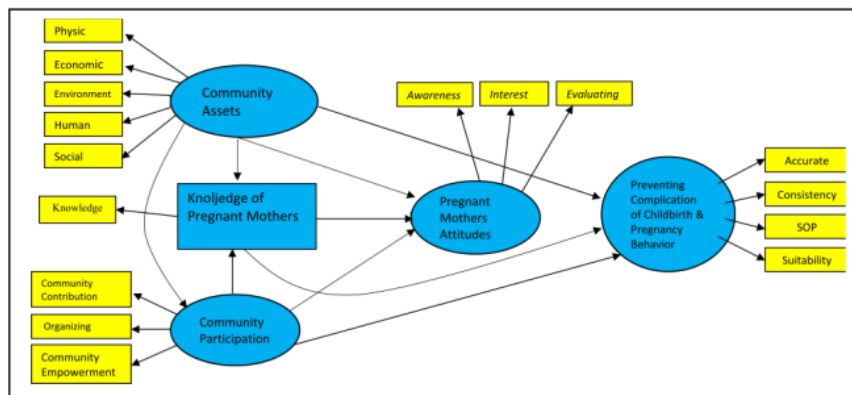 Physic
Economic
Environment
Human
Social
Knowledge
Community
Contribution
Organizing
Community
Empowerment
Community
Assets
Knoljedge of
Pregnant Mothers
Community
Participation
Awareness
Interest
Evaluating
Pregnant
Mothers
Attitudes
Preventing
Complication
of Childbirth &
Pregnancy
Behavior
Accurate
Consistency
SOP
Suitability